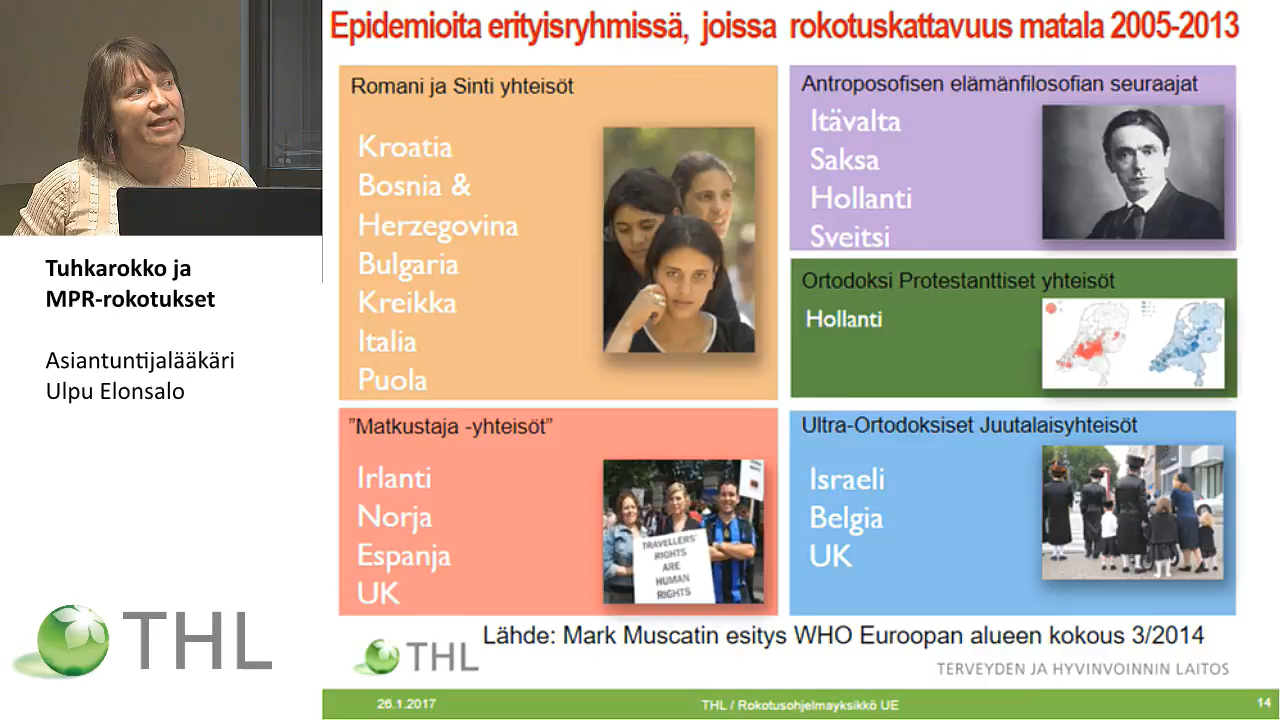 Epidemioita erityisryhmissä, joissa rokotuskattavuus matala 2005-2013
Romani ja Sinti yhteisöt
Kroatia
Bosnia &
Herzegovina
Bulgaria
Kreikka
Italia
Puola
Antroposofisen elämänfilosofian seuraajat
Itävalta
Saksa
Hollanti
Sveitsi
Ortodoksi Protestanttiset yhteisöt
Hollanti
"Matkustaja -yhteisöt"
Irlanti
Norja
Espanja
UK
TRAVELLERS'
RIGHTS
ARE
HUMAN
RIGHTS
Ultra-Ortodoksiset Juutalaisyhteisöt
Israeli
Belgia
UK
Lähde: Mark Muscatin esitys WHO Euroopan alueen kokous 3/2014
THL
TERVEYDEN JA HYVINVOINNIN LAITOS
26.1.2017
THL / Rokotusohjelmayksikkö UE
14
Tuhkarokko ja
MPR-rokotukset
Asiantuntijalääkäri
Ulpu Elonsalo
THL